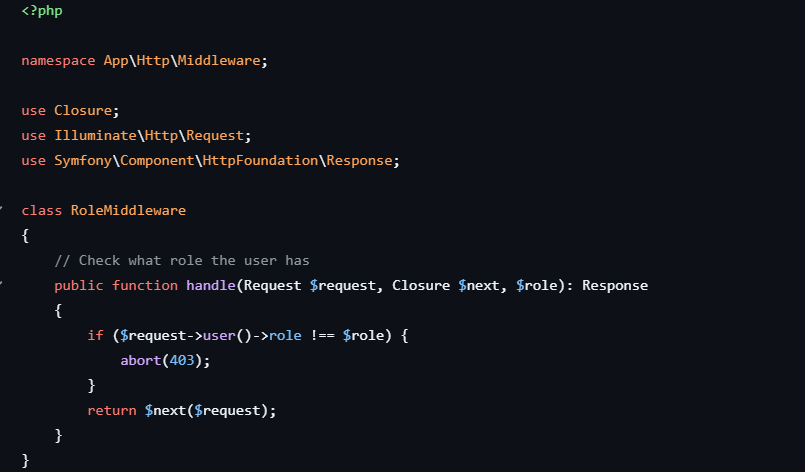 <?php
namespace App\Http\Middleware;
use Closure;
use Illuminate\Http\Request;
use Symfony\Component\HttpFoundation\Response;
class RoleMiddleware
{
    // Check what role the user has
    public function handle(Request $request, Closure $next, $role): Response
    {
        if ($request->user()->role !== $role) {
            abort(403);
        }
        return $next($request);
    }
}